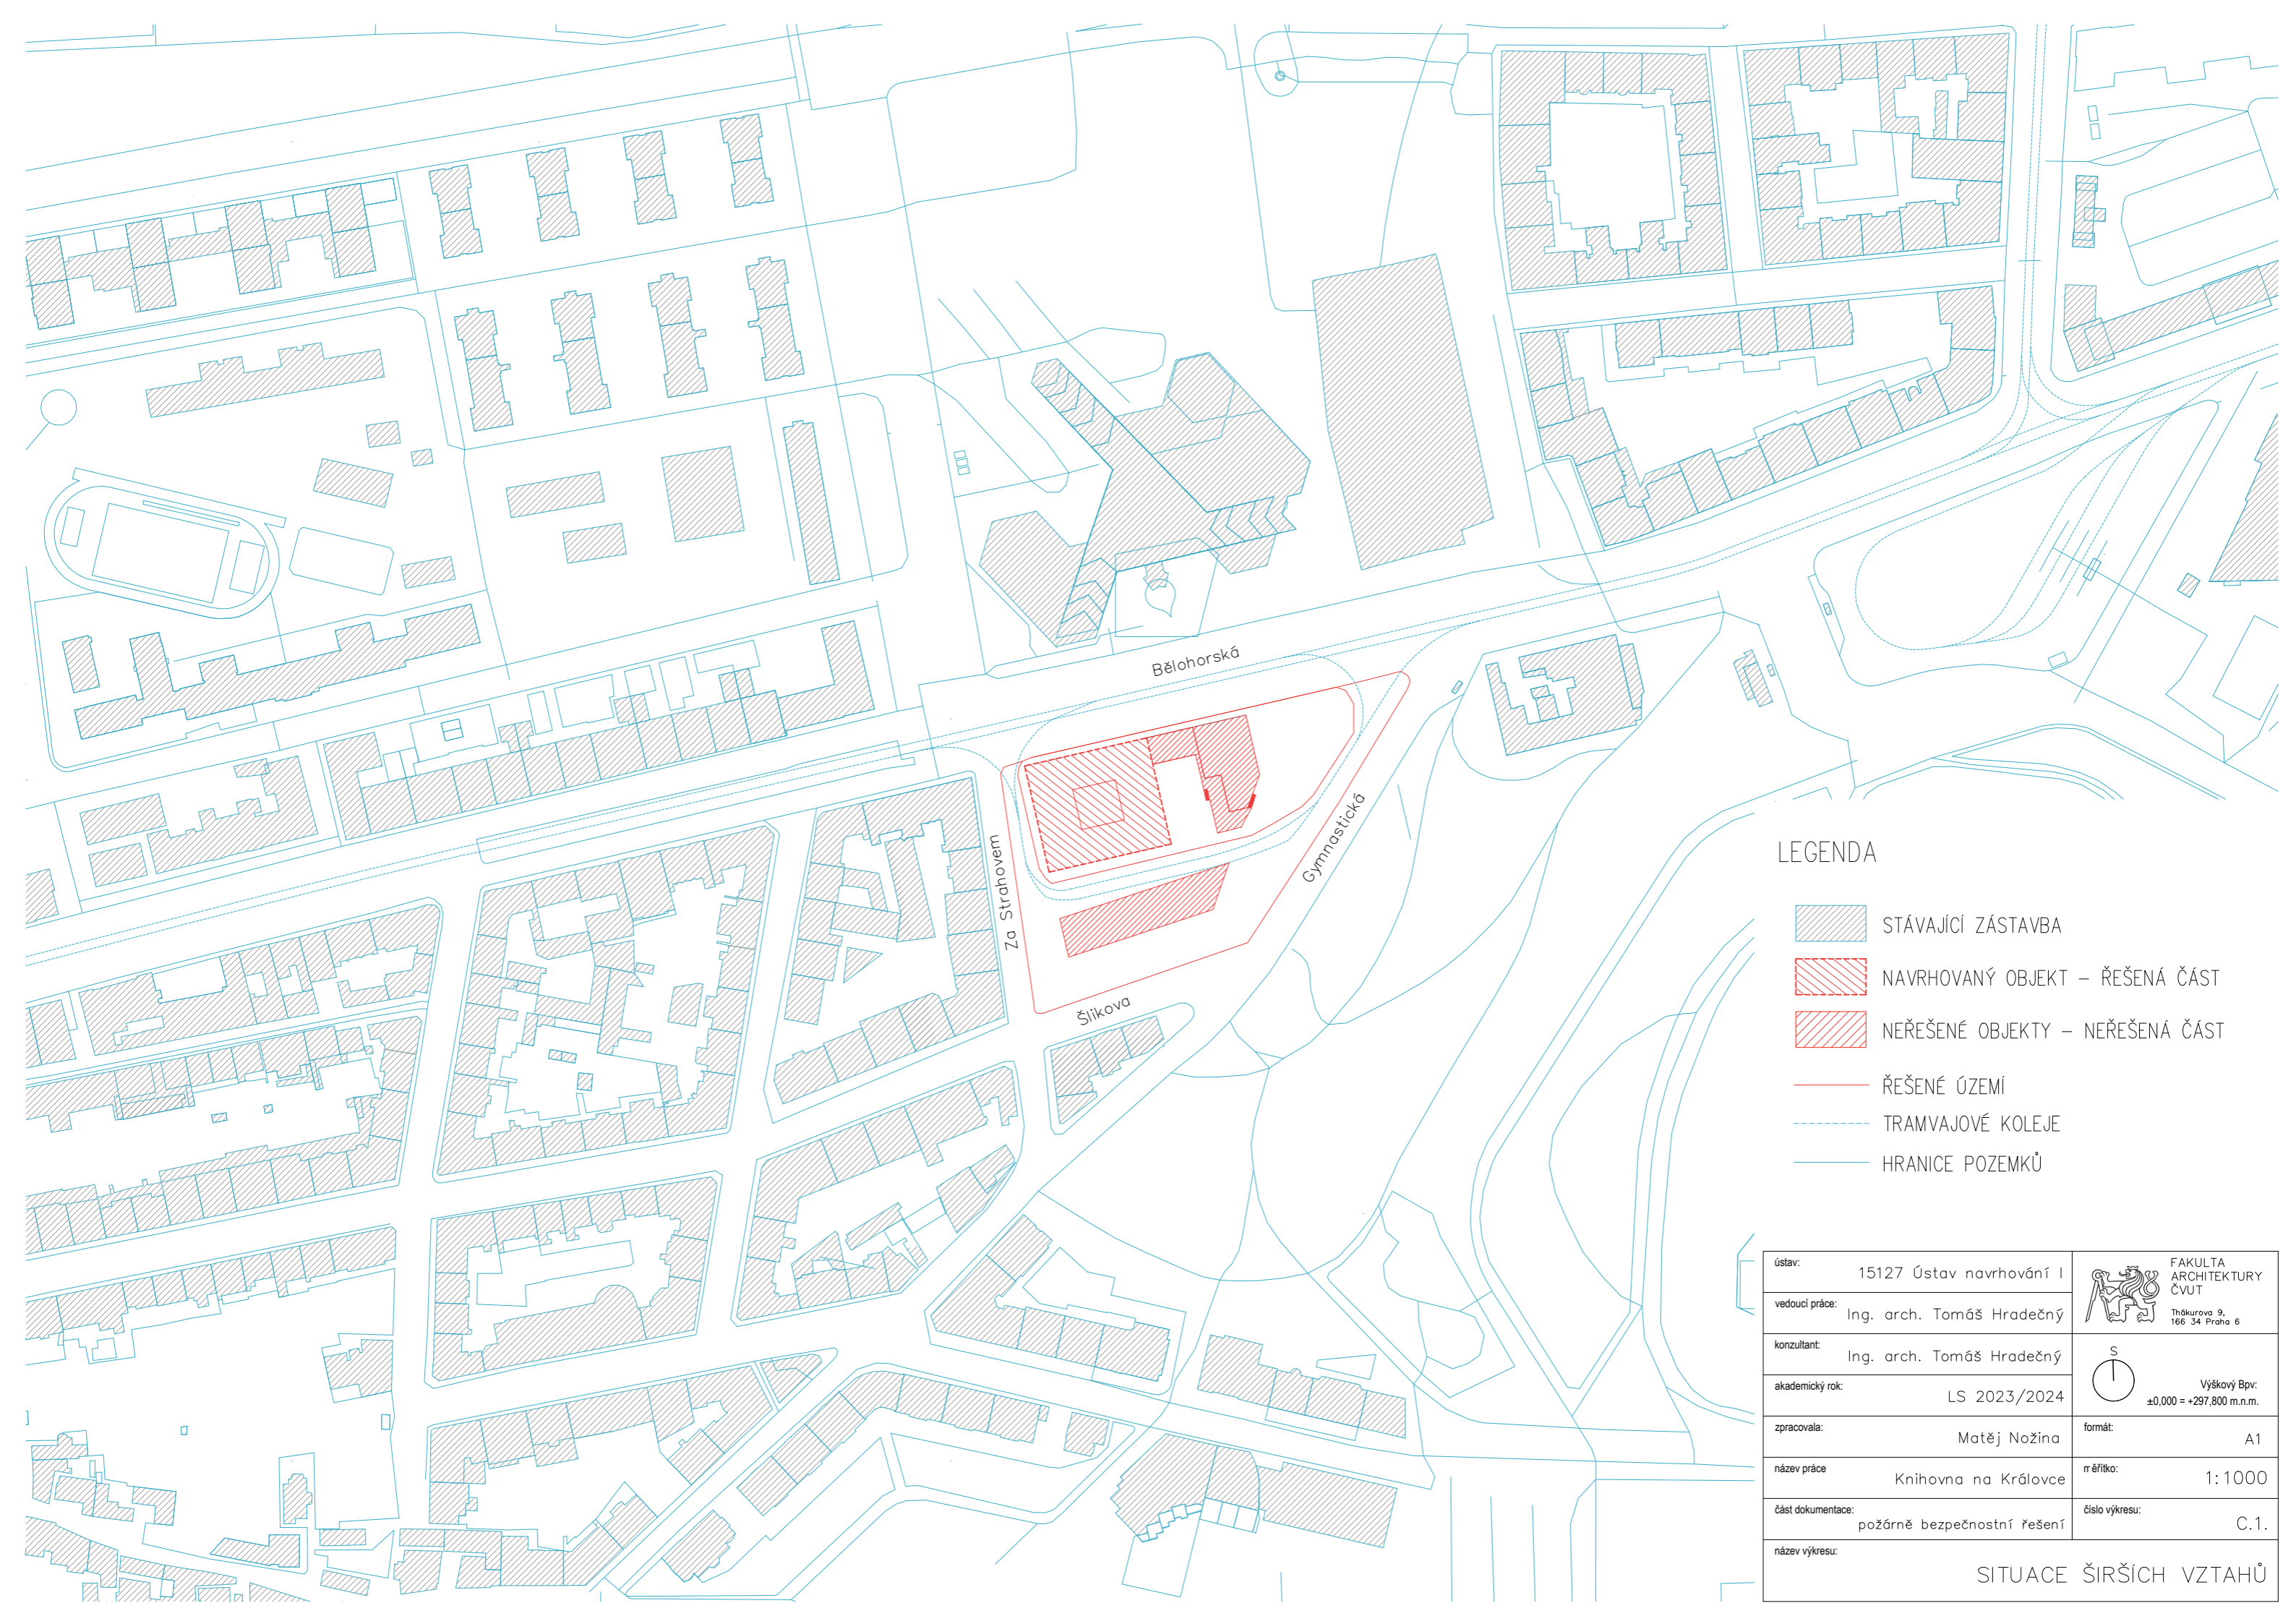 Bělohorská
Za Strahovem
Gymnastická
Šlikova
LEGENDA
STÁVAJÍCÍ ZÁSTAVBA
NAVRHOVANÝ OBJEKT – ŘEŠENÁ ČÁST
NEŘEŠENÉ OBJEKTY – NEŘEŠENÁ ČÁST
ŘEŠENÉ ÚZEMÍ
TRAMVAJOVÉ KOLEJE
HRANICE POZEMKŮ
ústav:
15127 Ústav navrhování I
vedoucí práce:
Ing. arch. Tomáš Hradečný
konzultant:
Ing. arch. Tomáš Hradečný
akademický rok:
LS 2023/2024
zpracovala:
Matěj Nožina
název práce
Knihovna na Královce
část dokumentace:
požárně bezpečnostní řešení
název výkresu:
SITUACE ŠIRŠÍCH VZTAHŮ
FAKULTA
ARCHITEKTURY
ČVUT
Thákurova 9,
166 34 Praha 6
S
Výškový Bpv:
±0,000 = +297,800 m.n.m.
formát:
A1
měřítko:
1:1000
číslo výkresu:
C.1.